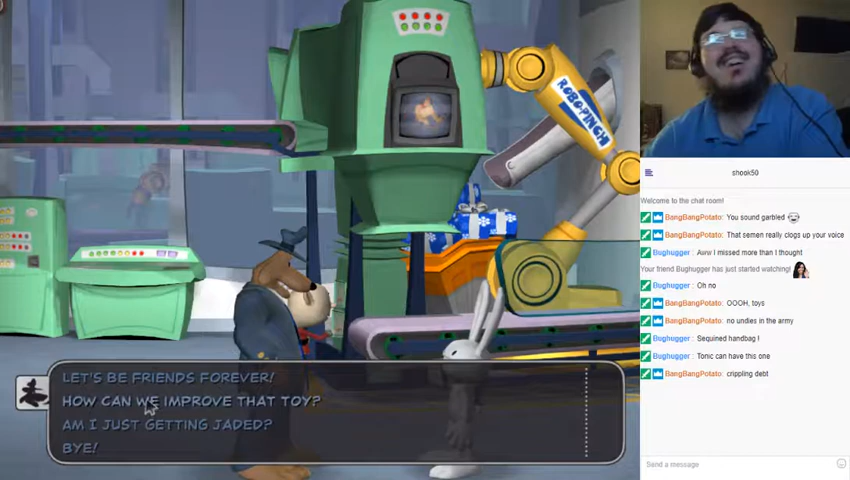 ROBO-PINCH
LET'S BE FRIENDS FOREVER!
HOW CAN WE IMPROVE THAT TOY?
AM I JUST GETTING JADED?
BYE!
shook50
Welcome to the chat room!
BangBangPotato: You sound garbled
BangBangPotato: That semen really clogs up your voice
Bughugger : Aww I missed more than I thought
Your friend Bughugger has just started watching!
Bughugger : Oh no
BangBangPotato: OOOH, toys
BangBangPotato: no undies in the army
Bughugger : Sequined handbag !
Bughugger : Tonic can have this one
BangBangPotato: crippling debt
Send a message